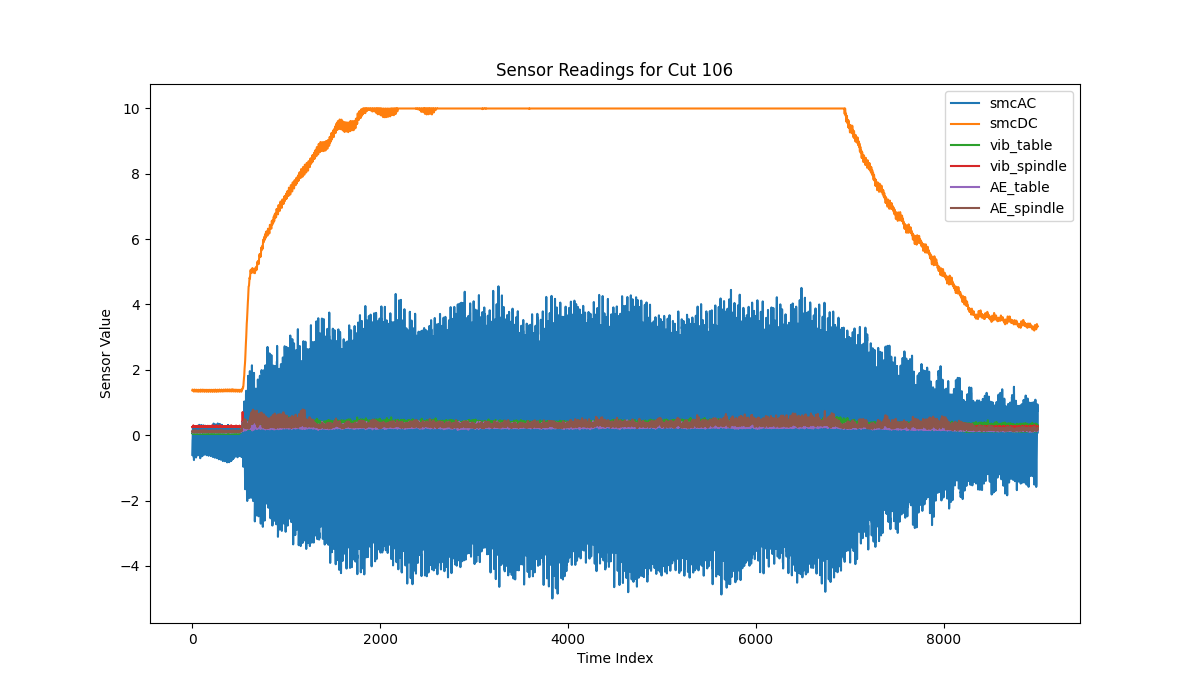 Sensor Readings for Cut 106
smcAC
smcDC
vib_table
vib_spindle
AE_table
AE_spindle
Sensor Value
10
8
6
4
2
0
−2
−4
0 2000 4000 6000 8000
Time Index